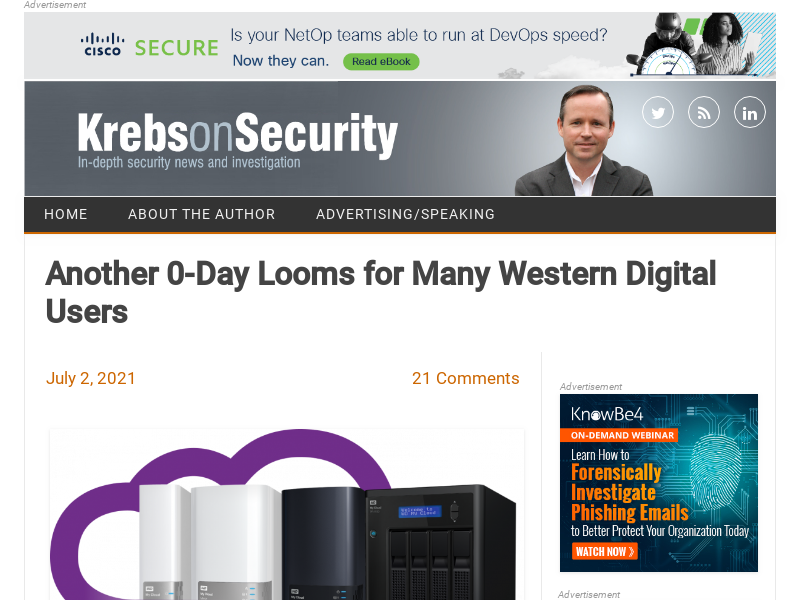 Advertisement
CISCO SECURE
Is your NetOp teams able to run at DevOps speed?
Now they can.
Read eBook
KrebsonSecurity
In-depth security news and investigation
HOME
ABOUT THE AUTHOR
ADVERTISING/SPEAKING
Another 0-Day Looms for Many Western Digital
Users
July 2, 2021
21 Comments
Advertisement
KnowBe4
ON-DEMAND WEBINAR
Learn How to
Forensically
Investigate
Phishing Emails
to Better Protect Your Organization Today
WATCH NOW
Advertisement